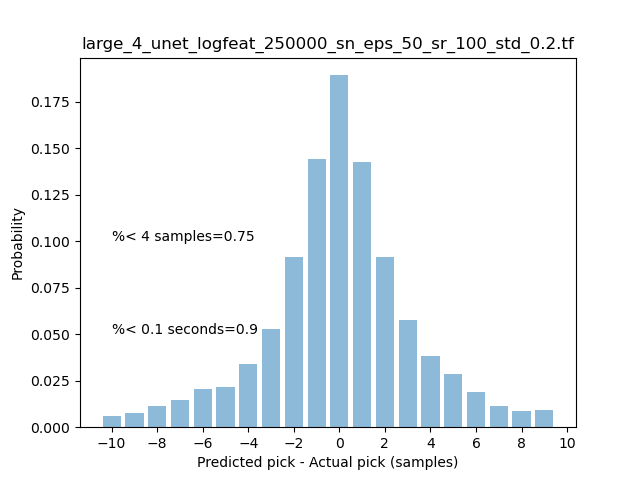 large_4_unet_logfeat_250000_sn_eps_50_sr_100_std_0.2.tf
0.175
0.150
0.125
0.100
0.075
0.050
0.025
0.000
Probability
%< 4 samples=0.75
%< 0.1 seconds=0.9
−10 −8 −6 −4 −2 0 2 4 6 8 10
Predicted pick - Actual pick (samples)